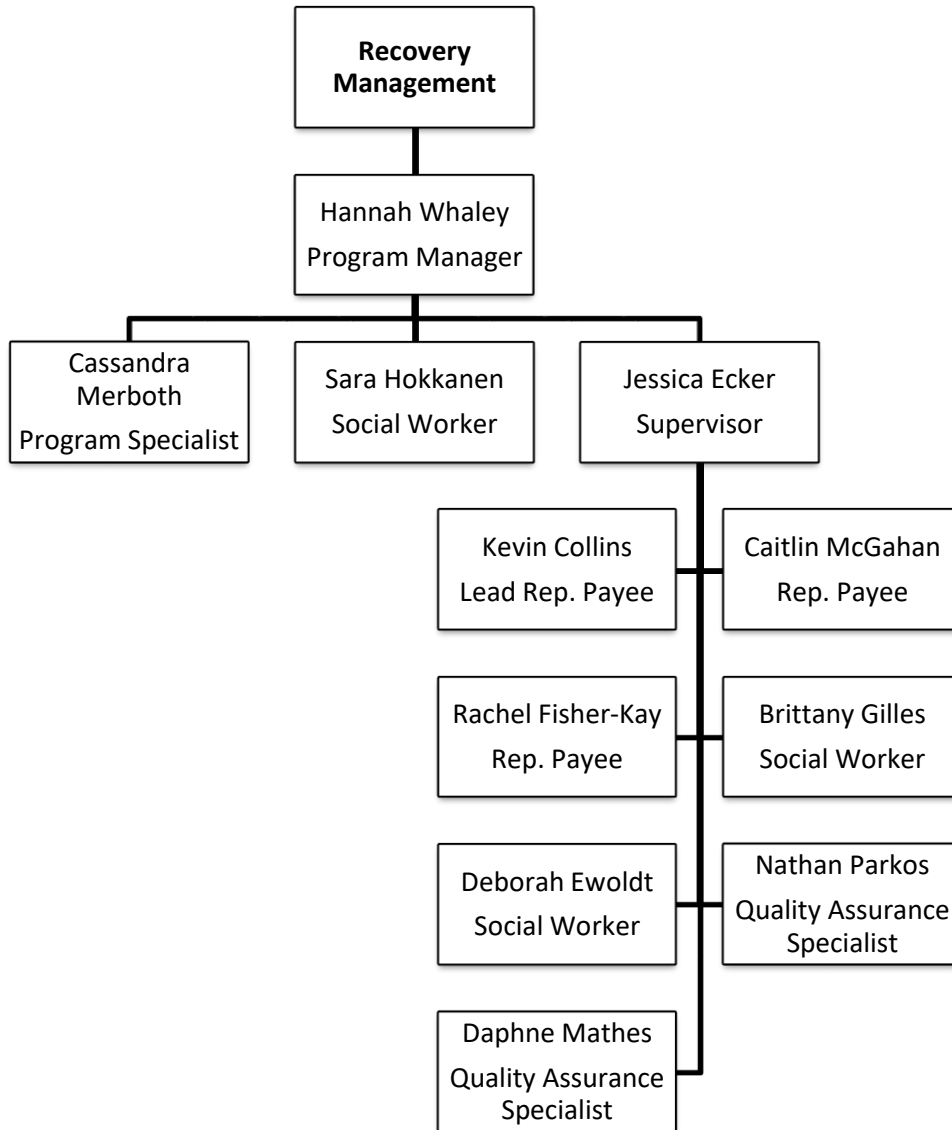 Recovery
Management
Hannah Whaley
Program Manager
Cassandra
Merboth
Program Specialist
Sara Hokkanen
Social Worker
Jessica Ecker
Supervisor
Kevin Collins
Lead Rep. Payee
Caitlin McGahan
Rep. Payee
Rachel Fisher-Kay
Rep. Payee
Brittany Gilles
Social Worker
Deborah Ewoldt
Social Worker
Nathan Parkos
Quality Assurance
Specialist
Daphne Mathes
Quality Assurance
Specialist